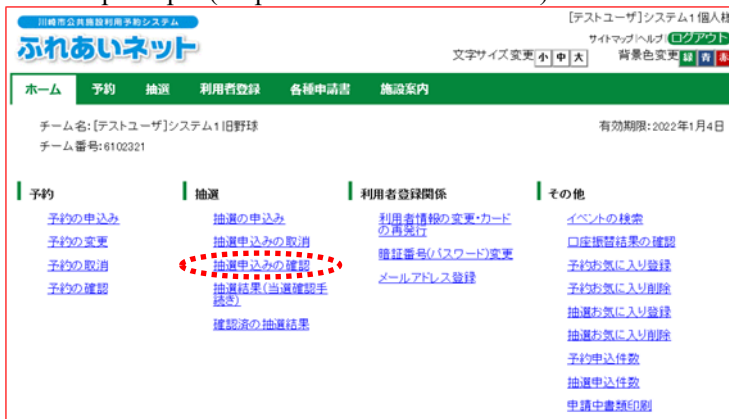 川崎市公共施設利用予約システム
ふれあいネット
[テストユーザ]システム1 個人様
サイトマップ|ヘルプ|ログアウト
文字サイズ変更 小 中 大 背景色変更 緑 青 赤
ホーム 予約 抽選 利用者登録 各種申請書 施設案内
チーム名:[テストユーザ]システム1旧野球 有効期限:2022年1月4日
チーム番号:6102321
予約
予約の申込み
予約の変更
予約の取消
予約の確認
抽選
抽選の申込み
抽選申込みの取消
抽選申込みの確認
抽選結果(当選確認手
続き)
確認済の抽選結果
利用者登録関係
利用者情報の変更・カード
の再発行
暗証番号(パスワード)変更
メールアドレス登録
その他
イベントの検索
口座振替結果の確認
予約お気に入り登録
予約お気に入り削除
抽選お気に入り登録
抽選お気に入り削除
予約申込件数
抽選申込件数
申請中書類印刷